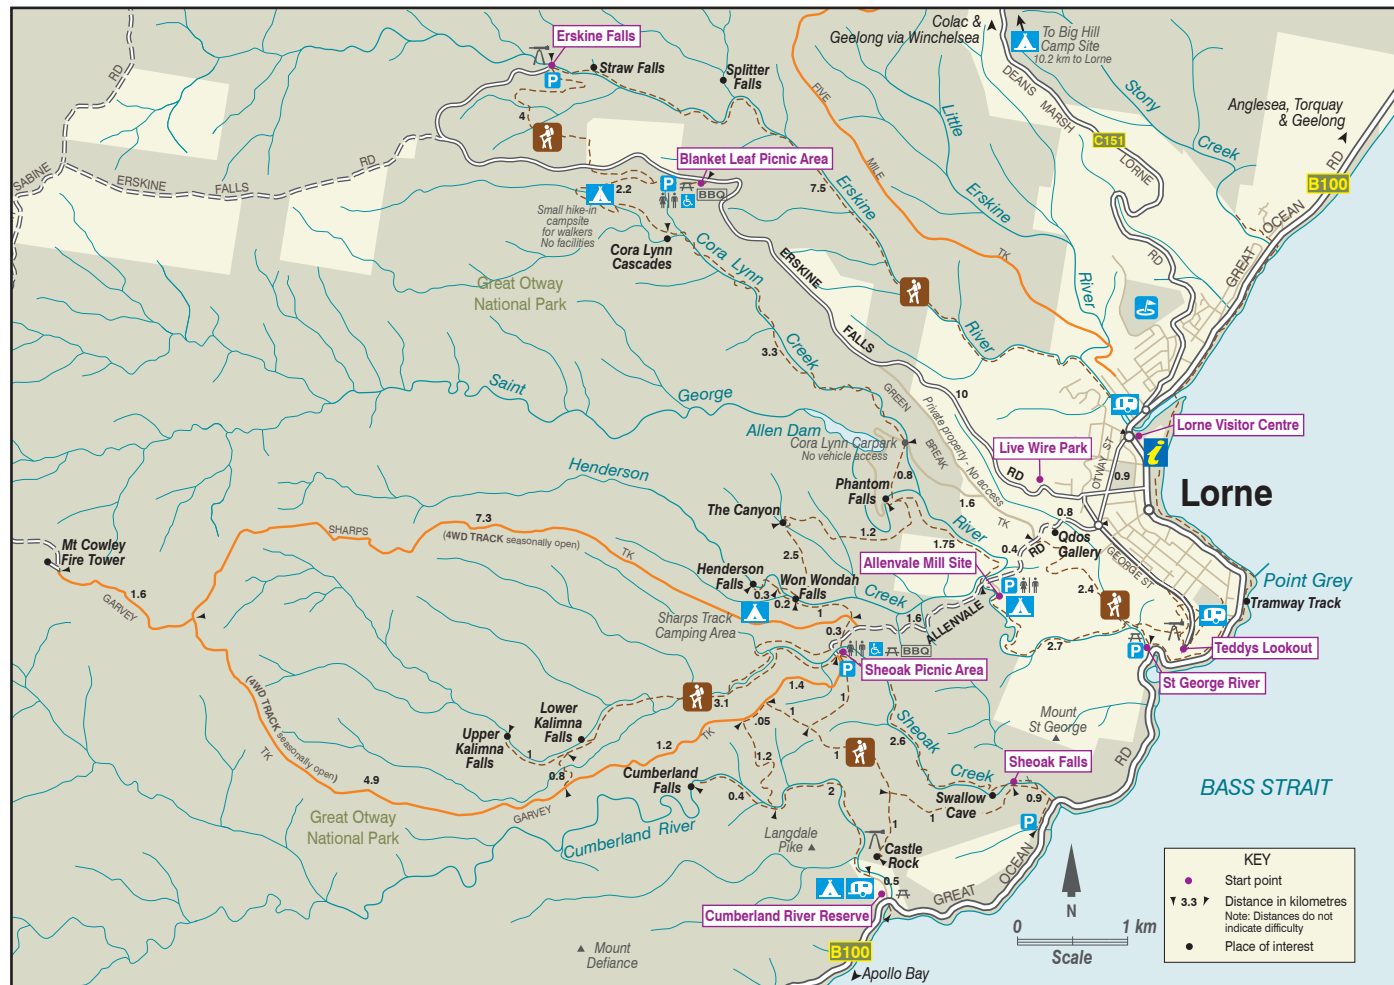 Colac &
Geelong via Winchelsea
To Big Hill
Camp Site
10.2 km to Lorne
Erskine Falls
Straw Falls
Splitter
Falls
FIVE
MILE
TK
DEANS
MARSH
LORNE
RD
C151
Stony
Creek
Anglesea, Torquay
& Geelong
B100
GREAT
OCEAN
RD
Little
Erskine
River
RD
SABINE
ERSKINE
FALLS
RD
4
P
Blanket Leaf Picnic Area
P
BBQ
2.2
Small hike-in
campsite
for walkers
No facilities
Cora Lynn
Cascades
7.5
Erskine
River
Cora Lynn
Creek
ERSKINE
FALLS
RD
Great Otway
National Park
3.3
10
Saint
George
River
Allen Dam
GREEN
BREAK
TK
Private property - No access
Cora Lynn Carpark
No vehicle access
Live Wire Park
Lorne Visitor Centre
i
OTWAY ST
0.9
Lorne
Henderson
Creek
Phantom
Falls
0.8
1.6
The Canyon
1.2
1.75
0.4
0.8
RD
Qdos
Gallery
GEORGE ST
SHARPS
7.3
(4WD TRACK seasonally open)
TK
Mt Cowley
Fire Tower
1.6
GARVEY
2.5
Henderson
Falls
0.3
0.2
Won Wondah
Falls
1
Allenvale Mill Site
P
1.6
ALLENVALE
2.4
2.7
Point Grey
Tramway Track
Teddys Lookout
P
St George River
Sharps Track
Camping Area
0.3
BBQ
Sheoak Picnic Area
P
1.4
1
3.1
.05
1
1.2
TK
(4WD TRACK seasonally open)
TK
4.9
Lower
Kalimna
Falls
Upper
Kalimna
Falls
1
0.8
1.2
GARVEY
Great Otway
National Park
Cumberland
Falls
0.4
2
Cumberland River
Langdale
Pike
1
Sheoak
Creek
2.6
Mount
St George
Sheoak Falls
Swallow
Cave
0.9
1
1
P
RD
BASS STRAIT
Castle
Rock
0.5
GREAT
OCEAN
Cumberland River Reserve
Mount
Defiance
B100
Apollo Bay
N
0
1 km
Scale
KEY
Start point
3.3
Distance in kilometres
Note: Distances do not
indicate difficulty
Place of interest